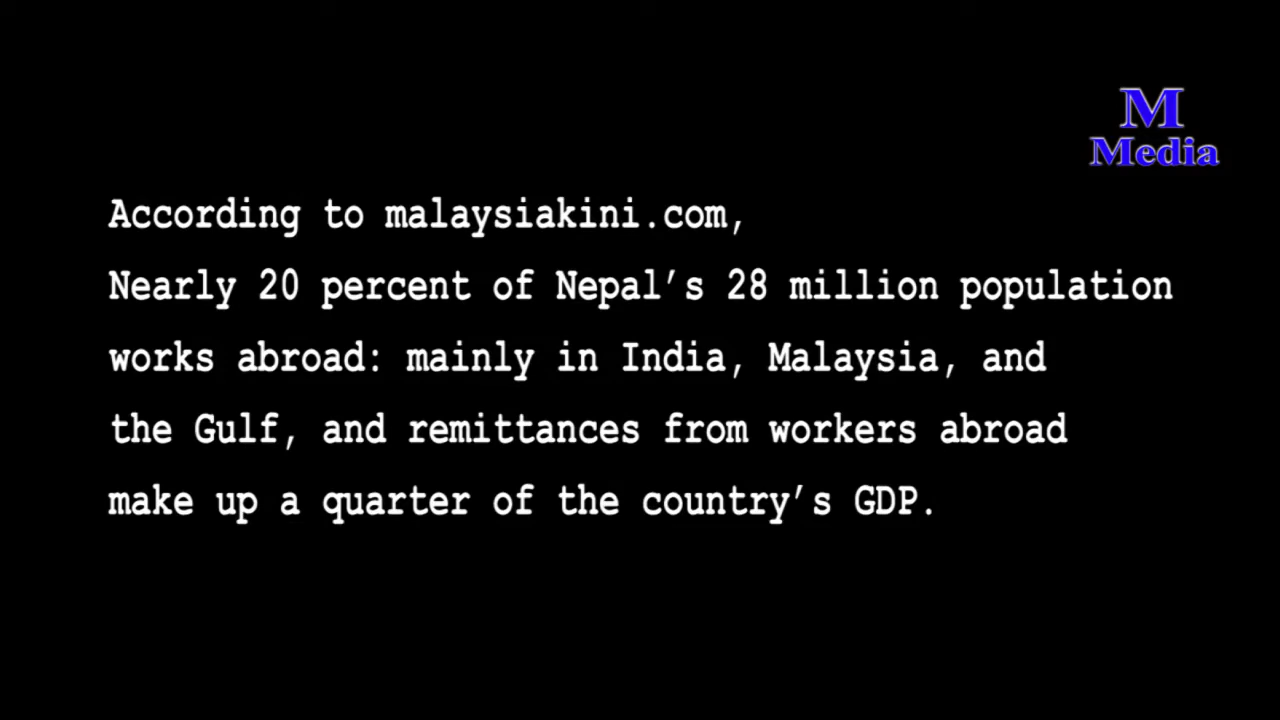 M
Media
According to malaysiakini.com,
Nearly 20 percent of Nepal's 28 million population
works abroad: mainly in India, Malaysia, and
the Gulf, and remittances from workers abroad
make up a quarter of the country's GDP.